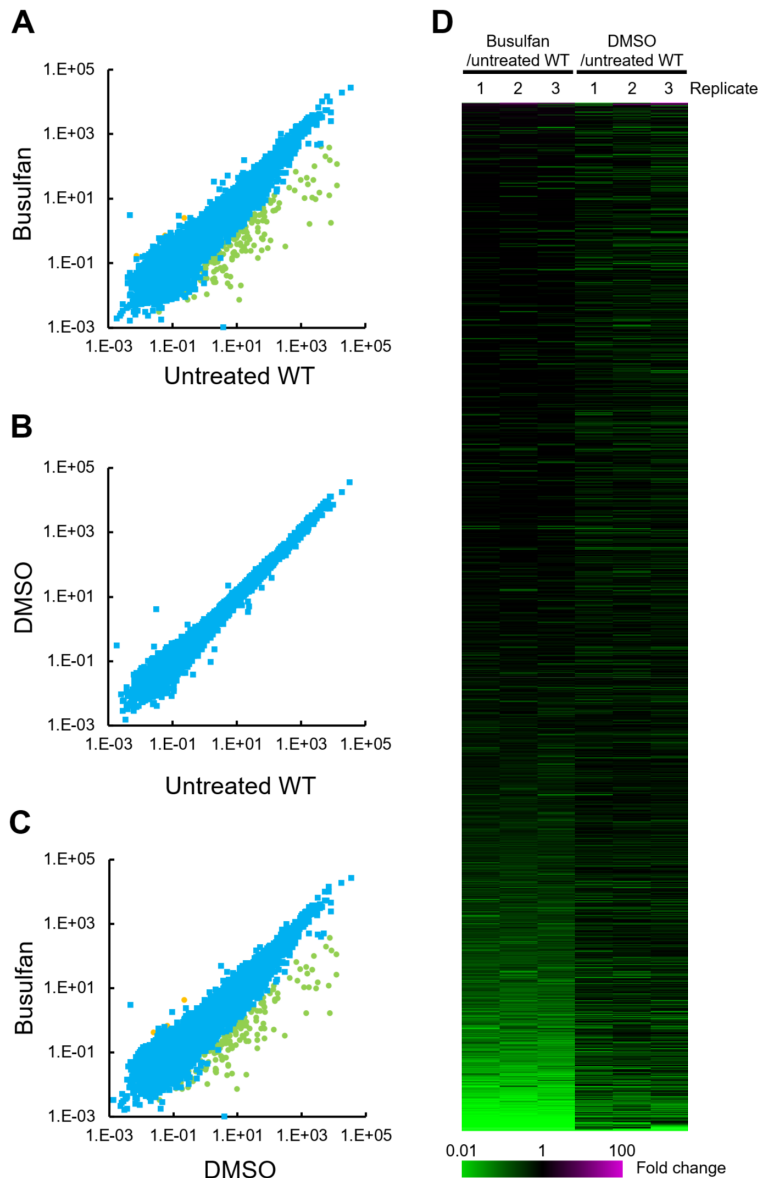 A
1.E+05
1.E+03
1.E+01
1.E-01
1.E-03
Busulfan
1.E-03 1.E-01 1.E+01 1.E+03 1.E+05
Untreated WT
B
1.E+05
1.E+03
1.E+01
1.E-01
1.E-03
DMSO
1.E-03 1.E-01 1.E+01 1.E+03 1.E+05
Untreated WT
C
1.E+05
1.E+03
1.E+01
1.E-01
1.E-03
Busulfan
1.E-03 1.E-01 1.E+01 1.E+03 1.E+05
DMSO
D
Busulfan
/untreated WT
DMSO
/untreated WT
1 2 3 1 2 3 Replicate
0.01 1 100
Fold change